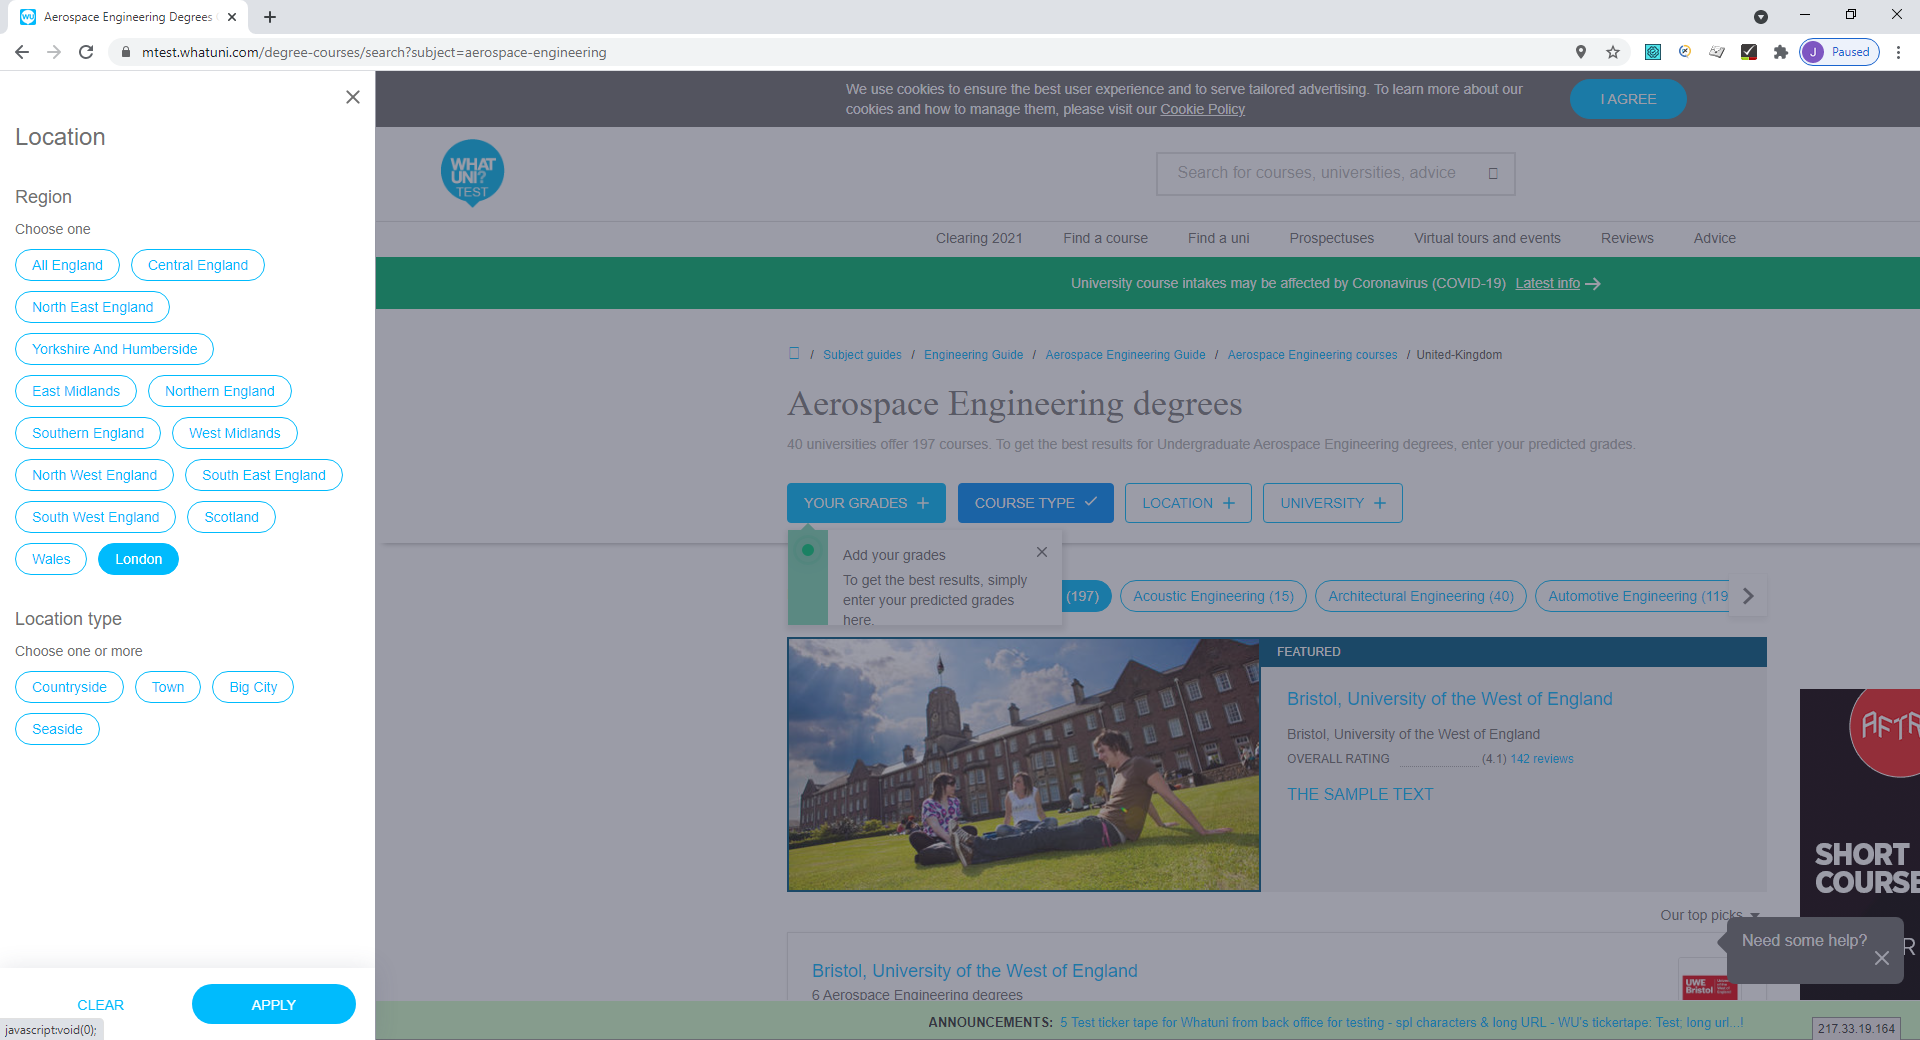 Aerospace Engineering Degrees
mtest.whatuni.com/degree-courses/search?subject=aerospace-engineering
J Paused
Location
Region
Choose one
All England
Central England
North East England
Yorkshire And Humberside
East Midlands
Northern England
Southern England
West Midlands
North West England
South East England
South West England
Scotland
Wales
London
Location type
Choose one or more
Countryside
Town
Big City
Seaside
CLEAR
APPLY
javascript:void(0);
We use cookies to ensure the best user experience and to serve tailored advertising. To learn more about our
cookies and how to manage them, please visit our Cookie Policy
I AGREE
WHAT
UNI?
TEST
Search for courses, universities, advice
Clearing 2021
Find a course
Find a uni
Prospectuses
Virtual tours and events
Reviews
Advice
University course intakes may be affected by Coronavirus (COVID-19) Latest info
/ Subject guides / Engineering Guide / Aerospace Engineering Guide / Aerospace Engineering courses / United-Kingdom
Aerospace Engineering degrees
40 universities offer 197 courses. To get the best results for Undergraduate Aerospace Engineering degrees, enter your predicted grades.
YOUR GRADES
COURSE TYPE
LOCATION
UNIVERSITY
Add your grades
To get the best results, simply
enter your predicted grades
here.
(197)
Acoustic Engineering (15)
Architectural Engineering (40)
Automotive Engineering (119
FEATURED
Bristol, University of the West of England
Bristol, University of the West of England
OVERALL RATING (4.1) 142 reviews
THE SAMPLE TEXT
SHORT
COURSE
Our top picks
Need some help?
Bristol, University of the West of England
6 Aerospace Engineering degrees
UWE
Bristol
ANNOUNCEMENTS: 5 Test ticker tape for Whatuni from back office for testing - spl characters & long URL - WU's tickertape: Test; long url...!
217.33.19.164